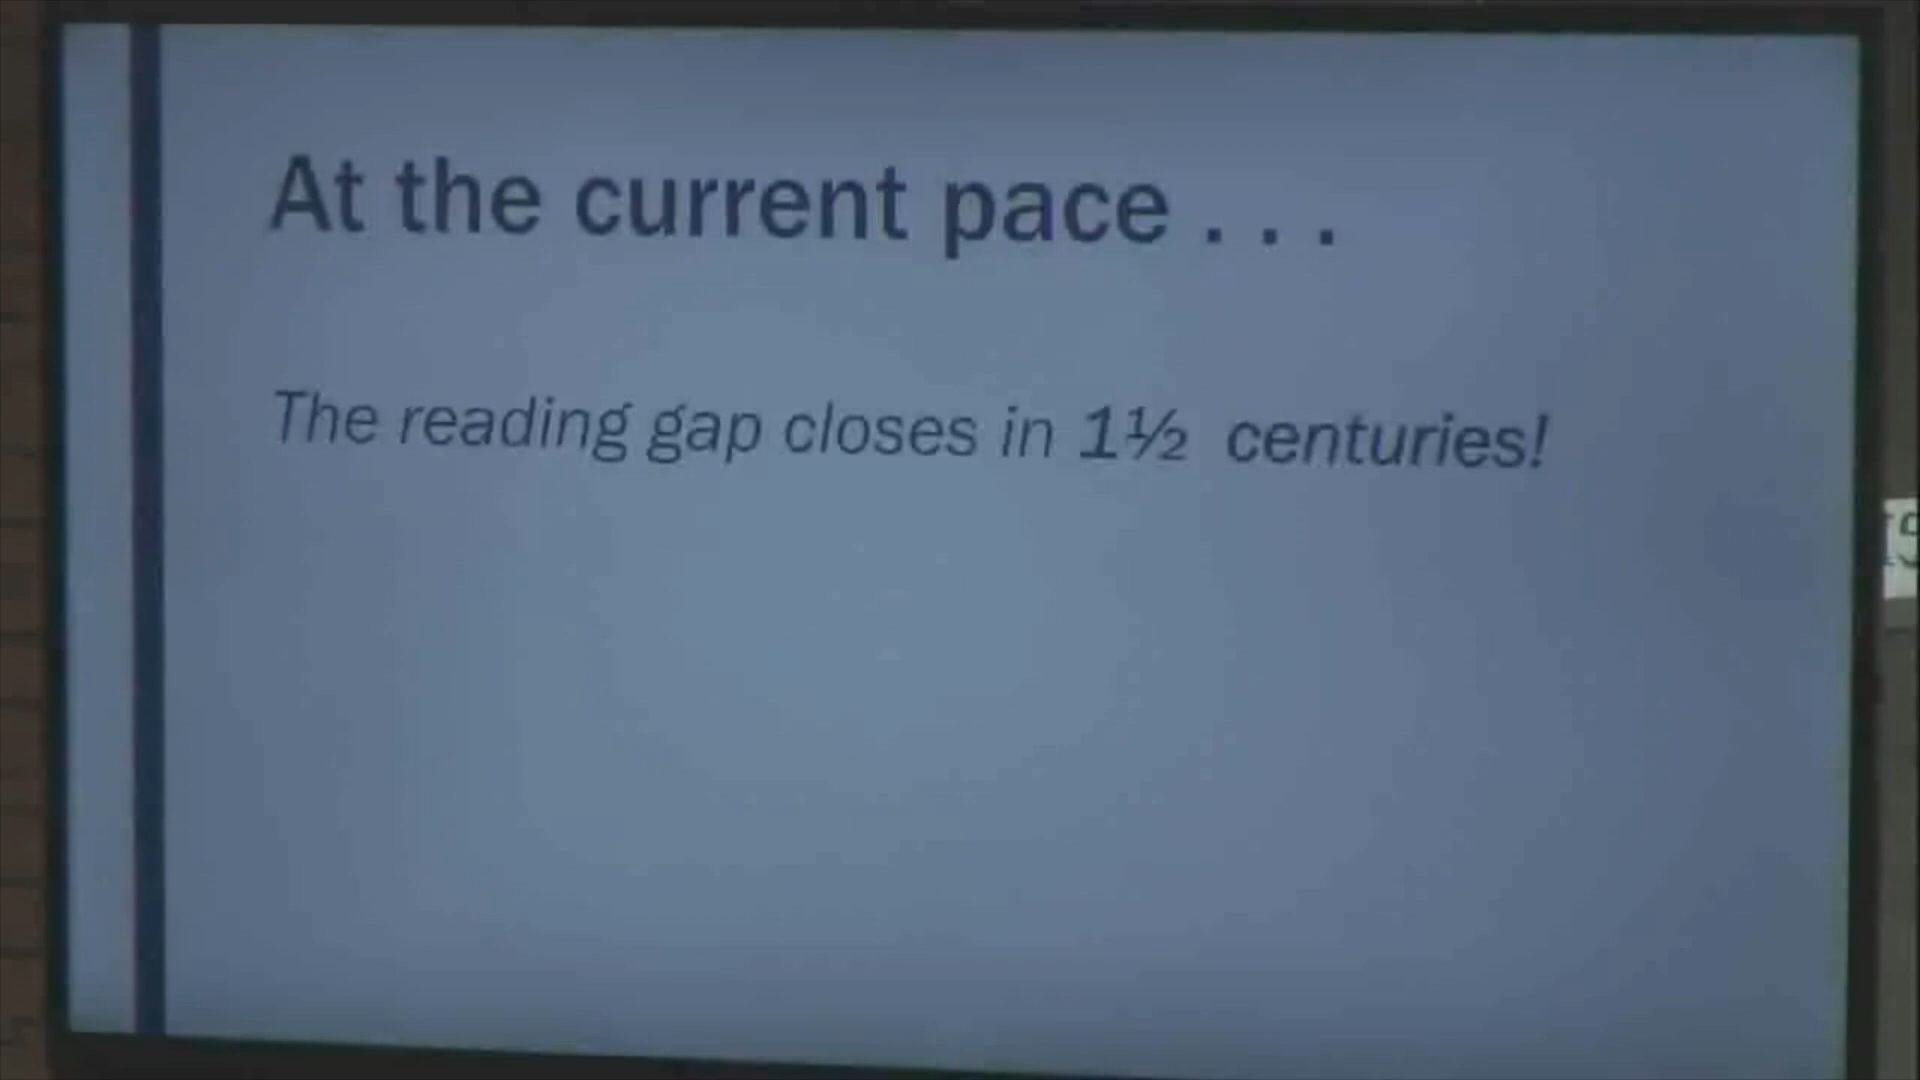 At the current pace . . .
The reading gap closes in 1½ centuries!